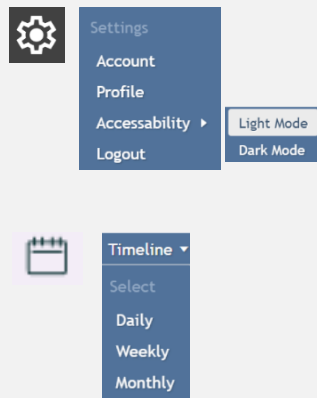 Settings
Account
Profile
Accessability
Light Mode
Dark Mode
Logout
Timeline
Select
Daily
Weekly
Monthly